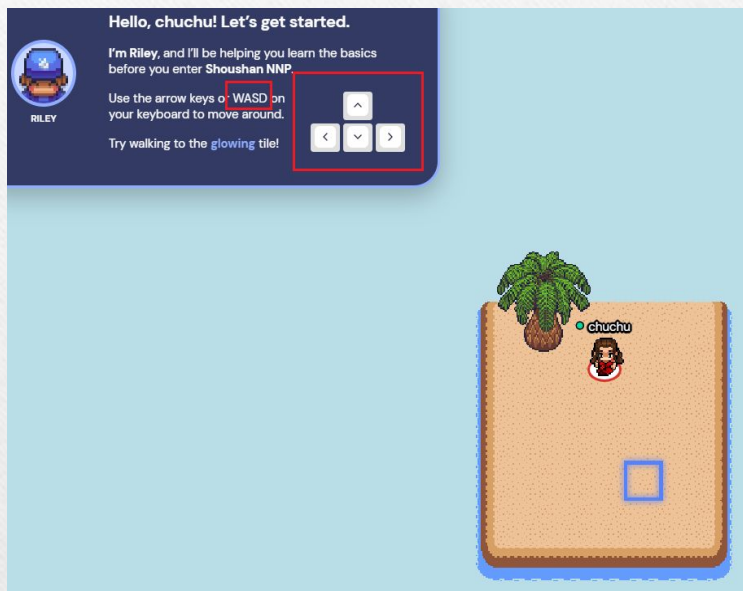 Hello, chuchu! Let's get started.
I'm Riley, and I'll be helping you learn the basics
before you enter Shoushan NNP.
Use the arrow keys or WASD on
your keyboard to move around.
RILEY
Try walking to the glowing tile!
chuchu